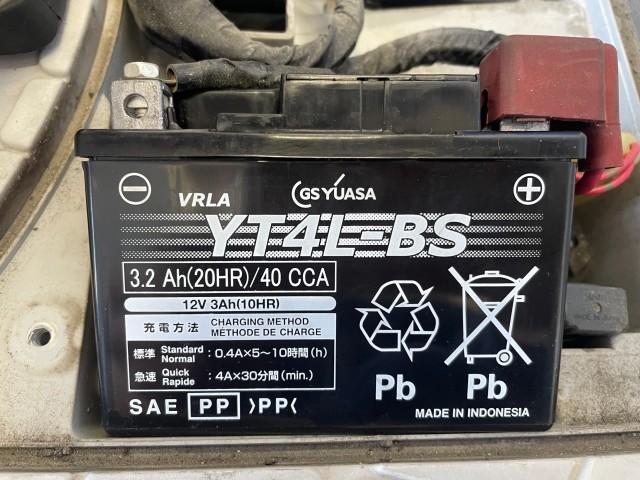 VRLA GS YUASA
YT4L-BS
3.2 Ah(20HR)/40 CCA
12V 3Ah(10HR)
充電方法 CHARGING METHOD
METHODE DE CHARGE
標準 Standard Normal : 0.4A×5～10時間(h)
急速 Quick Rapide : 4A×30分間(min.)
SAE PP >PP<
Pb Pb
MADE IN INDONESIA